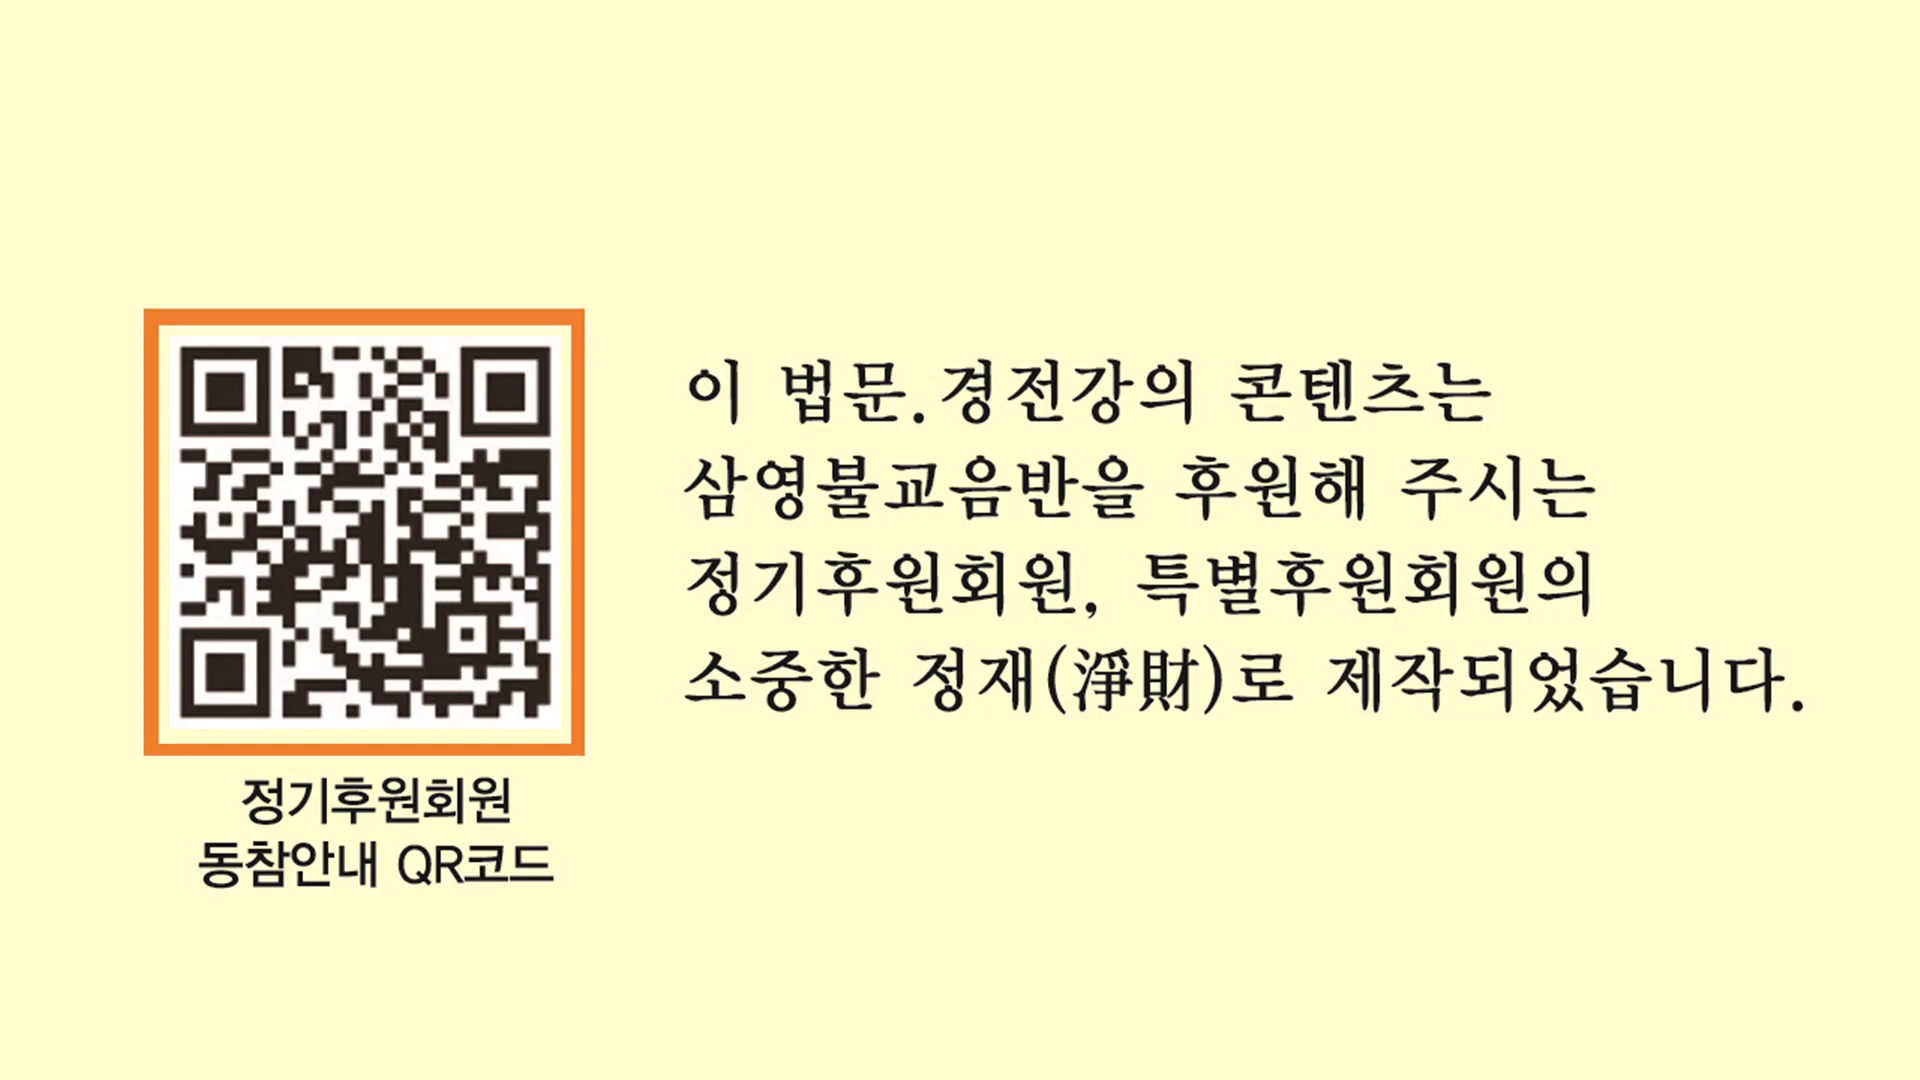 이 법문.경전강의 콘텐츠는
삼영불교음반을 후원해 주시는
정기후원회원, 특별후원회원의
소중한 정재(淨財)로 제작되었습니다.
정기후원회원
동참안내 QR코드